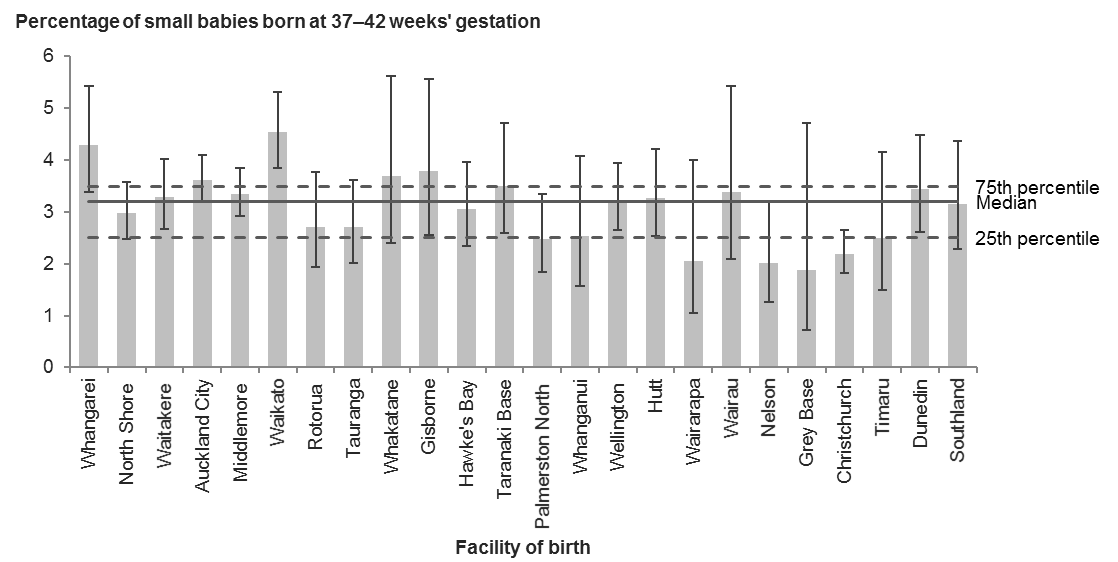 Percentage of small babies born at 37–42 weeks' gestation
6
5
4
3
2
1
0
75th percentile
Median
25th percentile
Whangarei
North Shore
Waitakere
Auckland City
Middlemore
Waikato
Rotorua
Tauranga
Whakatane
Gisborne
Hawke's Bay
Taranaki Base
Palmerston North
Whanganui
Wellington
Hutt
Wairarapa
Wairau
Nelson
Grey Base
Christchurch
Timaru
Dunedin
Southland
Facility of birth